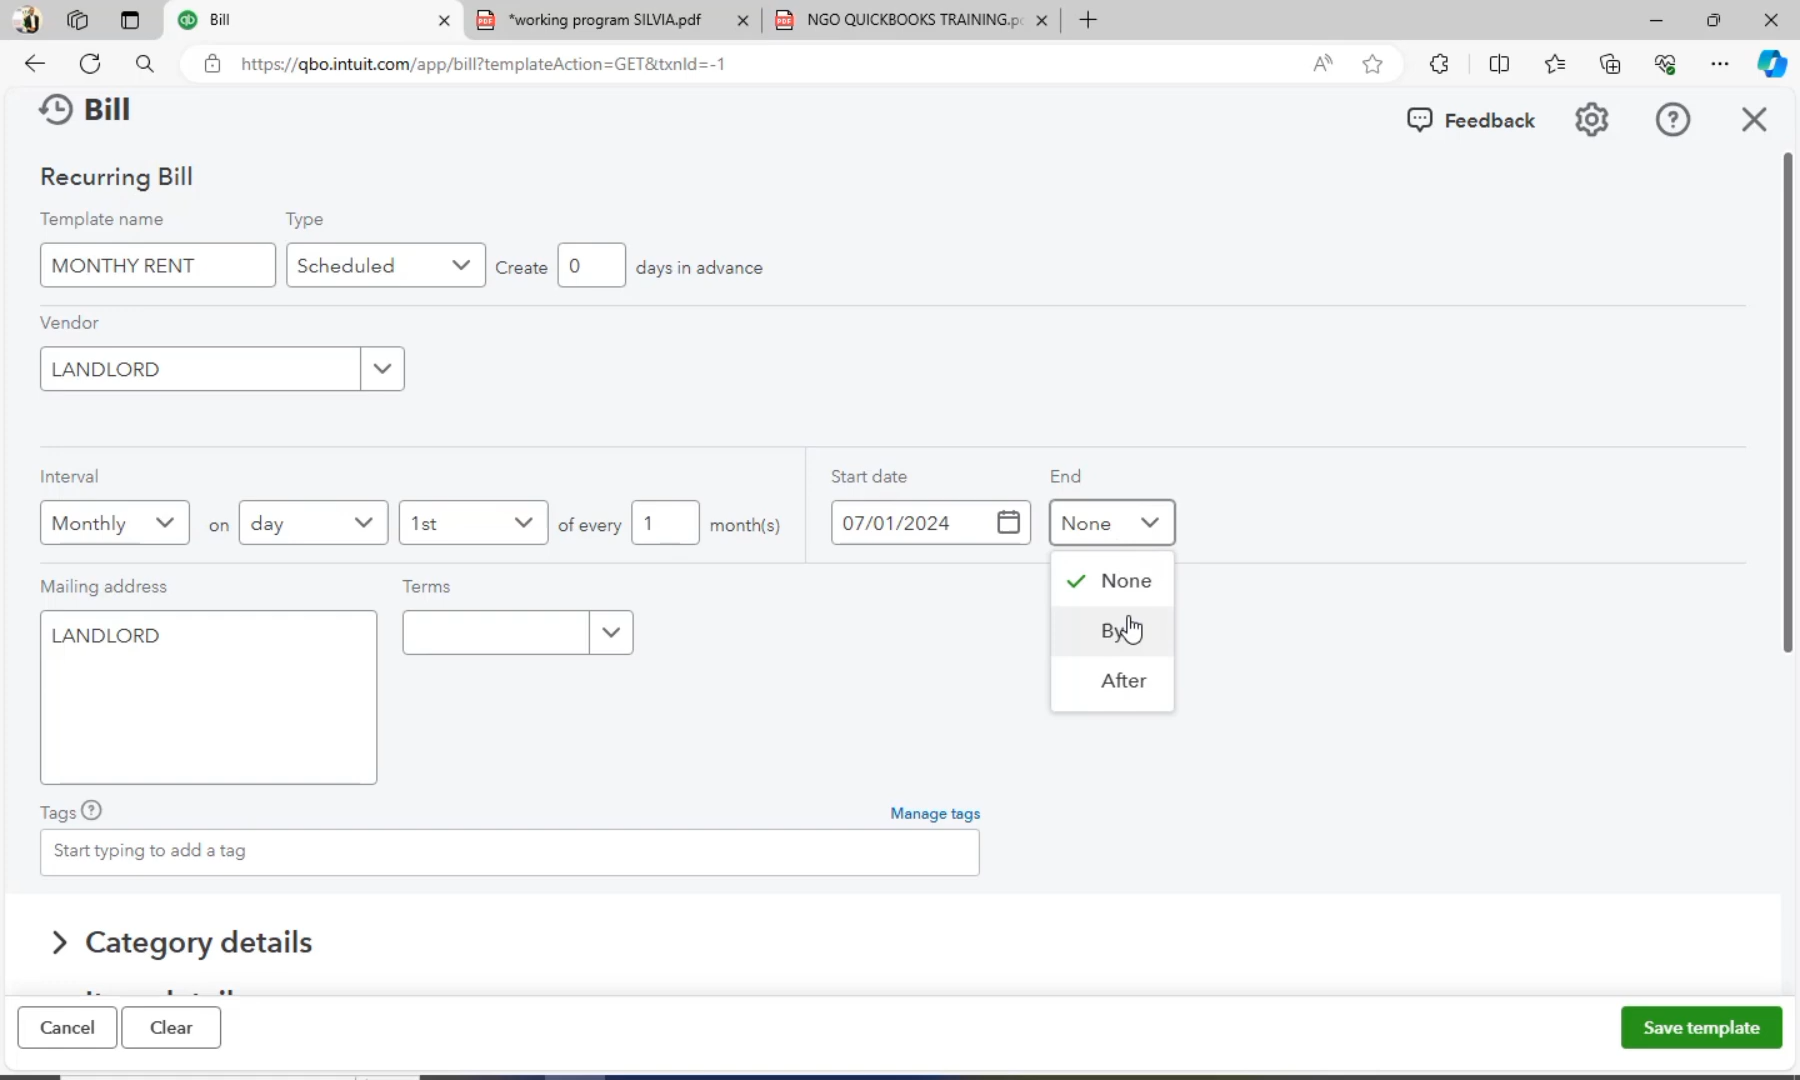 Bill
*working program SILVIA.pdf
NGO QUICKBOOKS TRAINING.p
https://qbo.intuit.com/app/bill?templateAction=GET&txnId=-1
Bill
Feedback
Recurring Bill
Template name Type
MONTHY RENT Scheduled Create 0 days in advance
Vendor
LANDLORD
Interval Start date End
Monthly on day 1st of every 1 month(s) 07/01/2024 None
None
By
After
Mailing address Terms
LANDLORD
Tags Manage tags
Start typing to add a tag
Category details
Cancel Clear Save template